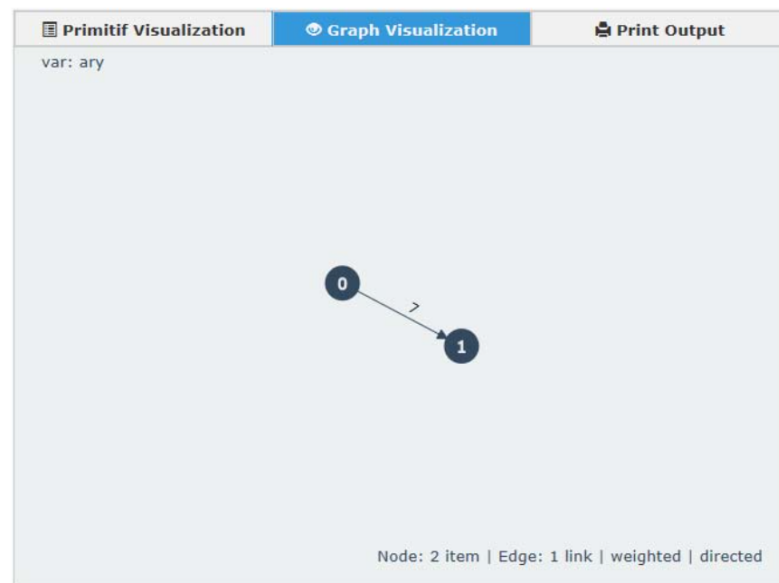 Primitif Visualization
Graph Visualization
Print Output
var: ary
0
7
1
Node: 2 item | Edge: 1 link | weighted | directed